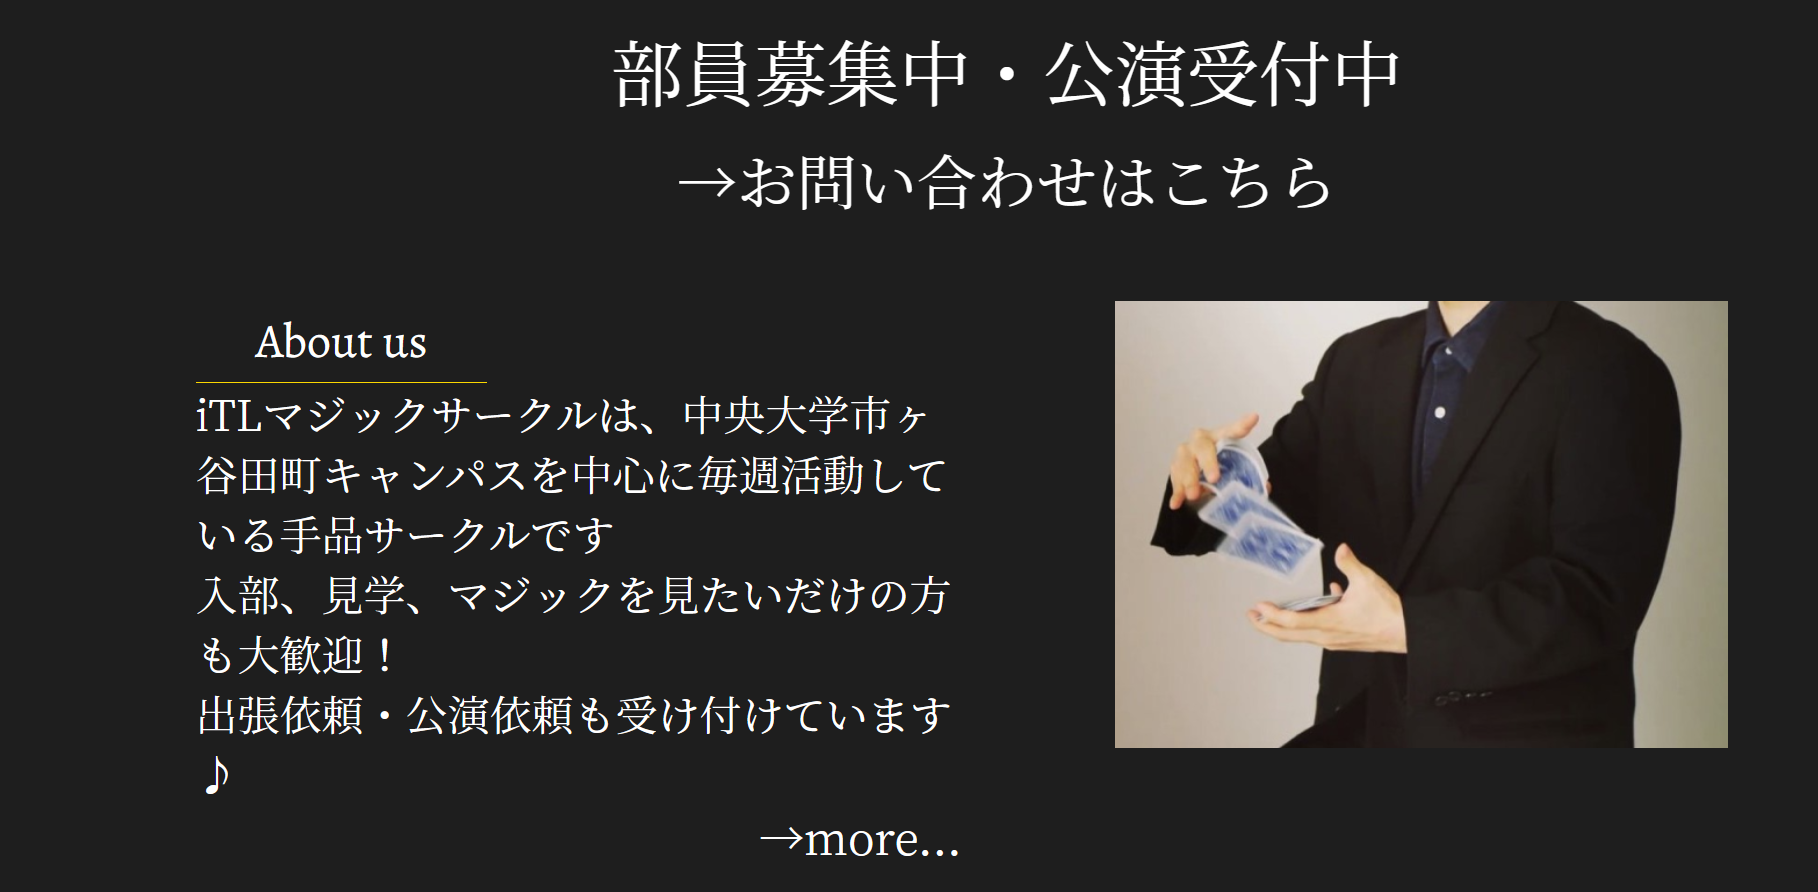 部員募集中・公演受付中
→お問い合わせはこちら
About us
iTLマジックサークルは、中央大学市ヶ
谷田町キャンパスを中心に毎週活動して
いる手品サークルです
入部、見学、マジックを見たいだけの方
も大歓迎！
出張依頼・公演依頼も受け付けています
♪
→more...